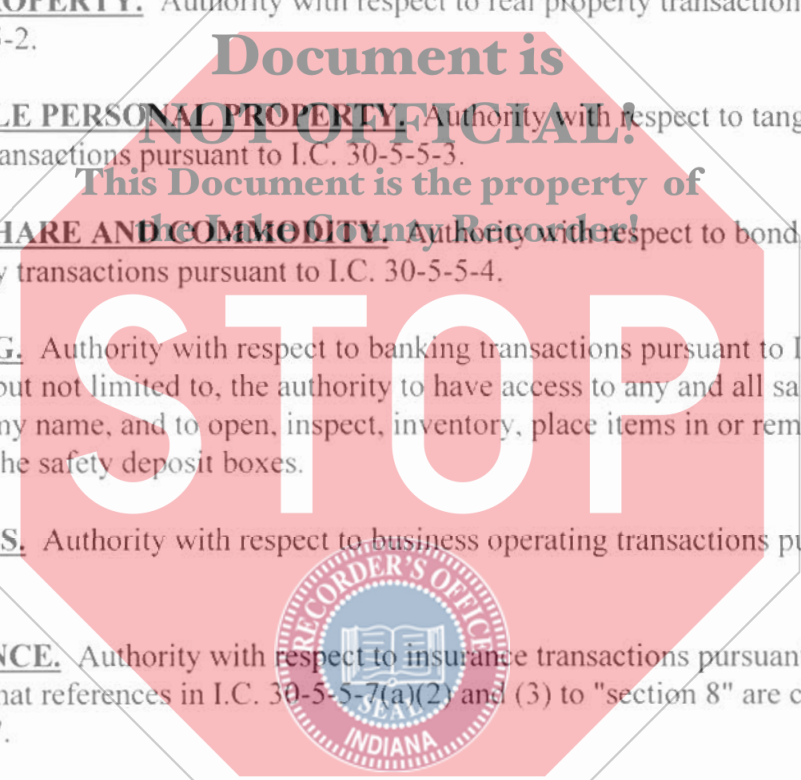 OPERTY. Authority with respect to real property transaction
-2.
Document is
LE PERSONAL PROPERTY. Authority with respect to tang
NOT OFFICIAL!
ansactions pursuant to I.C. 30-5-5-3.
This Document is the property of
HARE AND COMMODITY. Authority with respect to bond
the Lake County Recorder!
y transactions pursuant to I.C. 30-5-5-4.
STOP
G. Authority with respect to banking transactions pursuant to I
but not limited to, the authority to have access to any and all sa
my name, and to open, inspect, inventory, place items in or rem
he safety deposit boxes.
S. Authority with respect to business operating transactions pu
RECORDER'S OFFICE
NCE. Authority with respect to insurance transactions pursuant
hat references in I.C. 30-5-5-7(a)(2) and (3) to "section 8" are c
SEAL
INDIANA